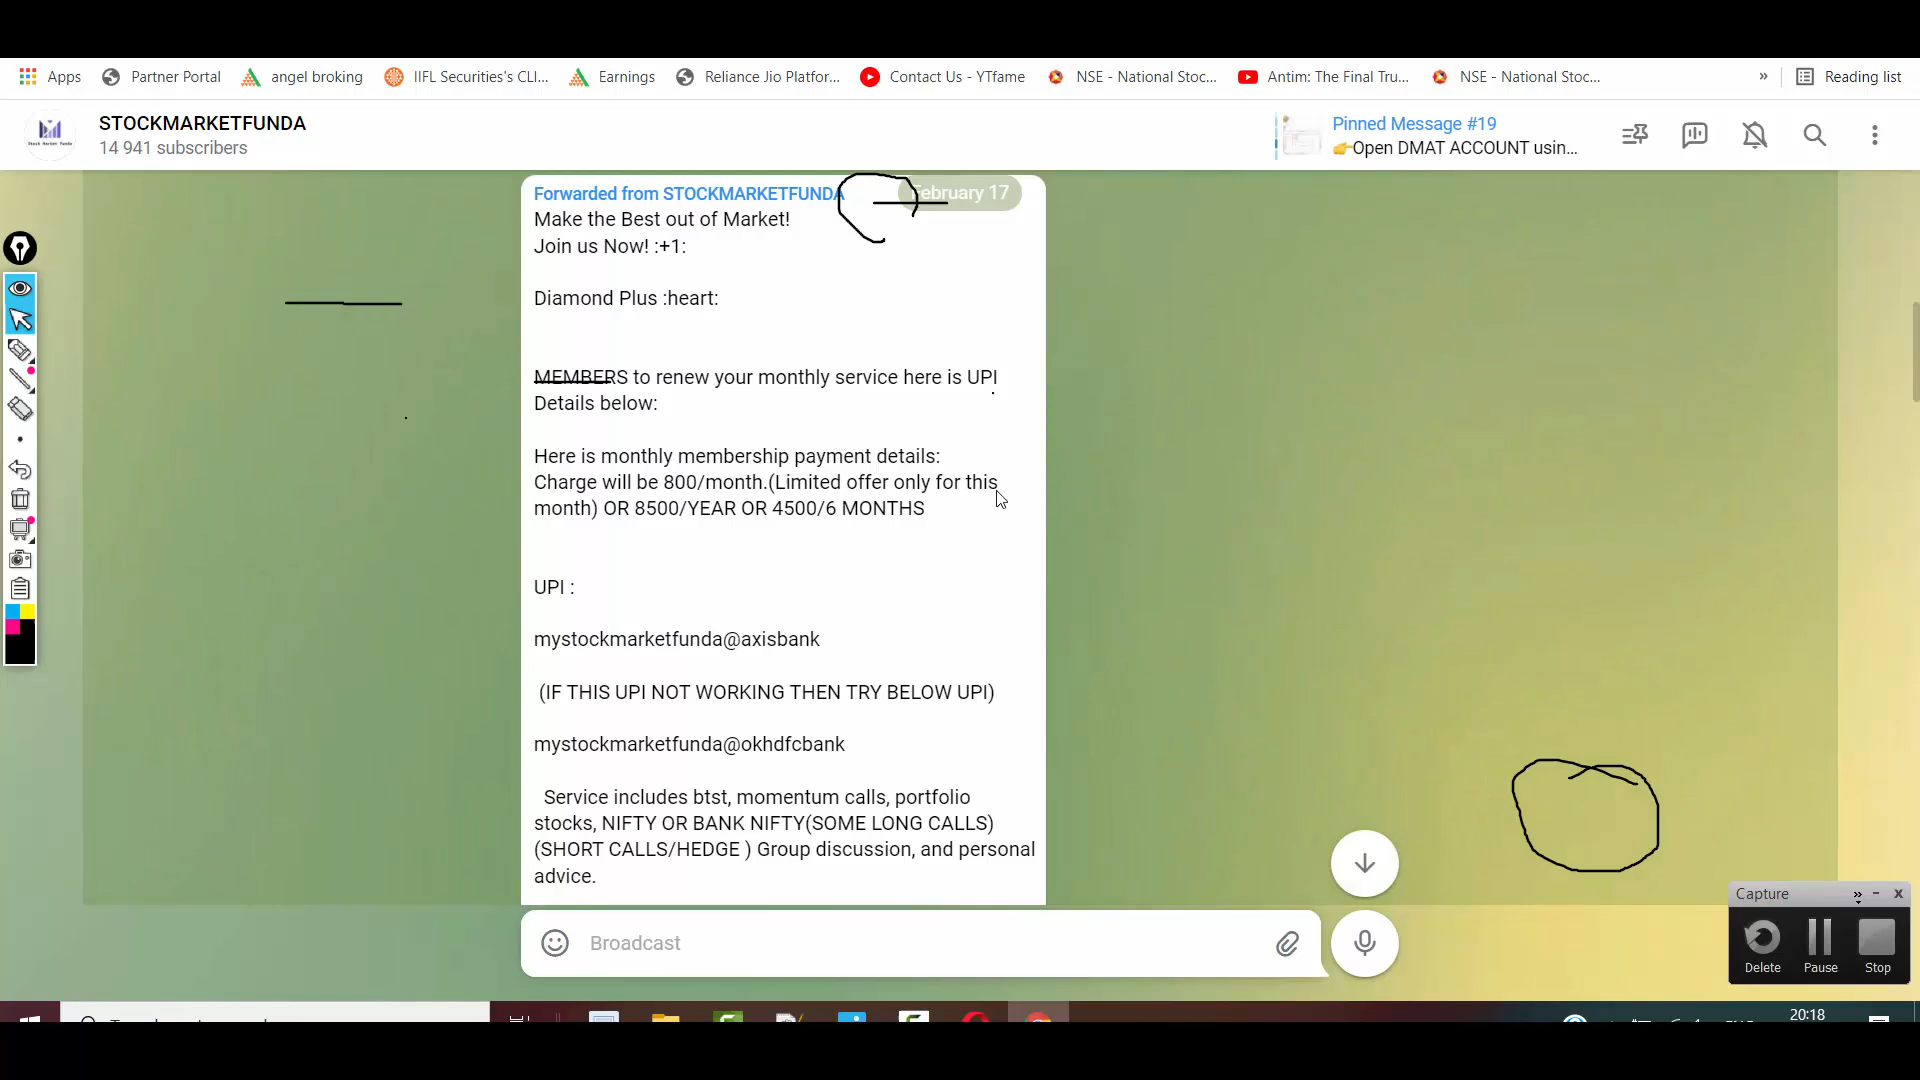 Apps
Partner Portal
angel broking
IIFL Securities's CLI...
Earnings
Reliance Jio Platfor...
Contact Us - YTfame
NSE - National Stoc...
Antim: The Final Tru...
NSE - National Stoc...
»
Reading list
STOCKMARKETFUNDA
14 941 subscribers
Pinned Message #19
👉Open DMAT ACCOUNT usin...
Forwarded from STOCKMARKETFUNDA
February 17
Make the Best out of Market!
Join us Now! :+1:
Diamond Plus :heart:
MEMBERS to renew your monthly service here is UPI
Details below:
Here is monthly membership payment details:
Charge will be 800/month.(Limited offer only for this
month) OR 8500/YEAR OR 4500/6 MONTHS
UPI :
mystockmarketfunda@axisbank
(IF THIS UPI NOT WORKING THEN TRY BELOW UPI)
mystockmarketfunda@okhdfcbank
Service includes btst, momentum calls, portfolio
stocks, NIFTY OR BANK NIFTY(SOME LONG CALLS)
(SHORT CALLS/HEDGE ) Group discussion, and personal
advice.
Broadcast
Capture
Delete
Pause
Stop
20:18